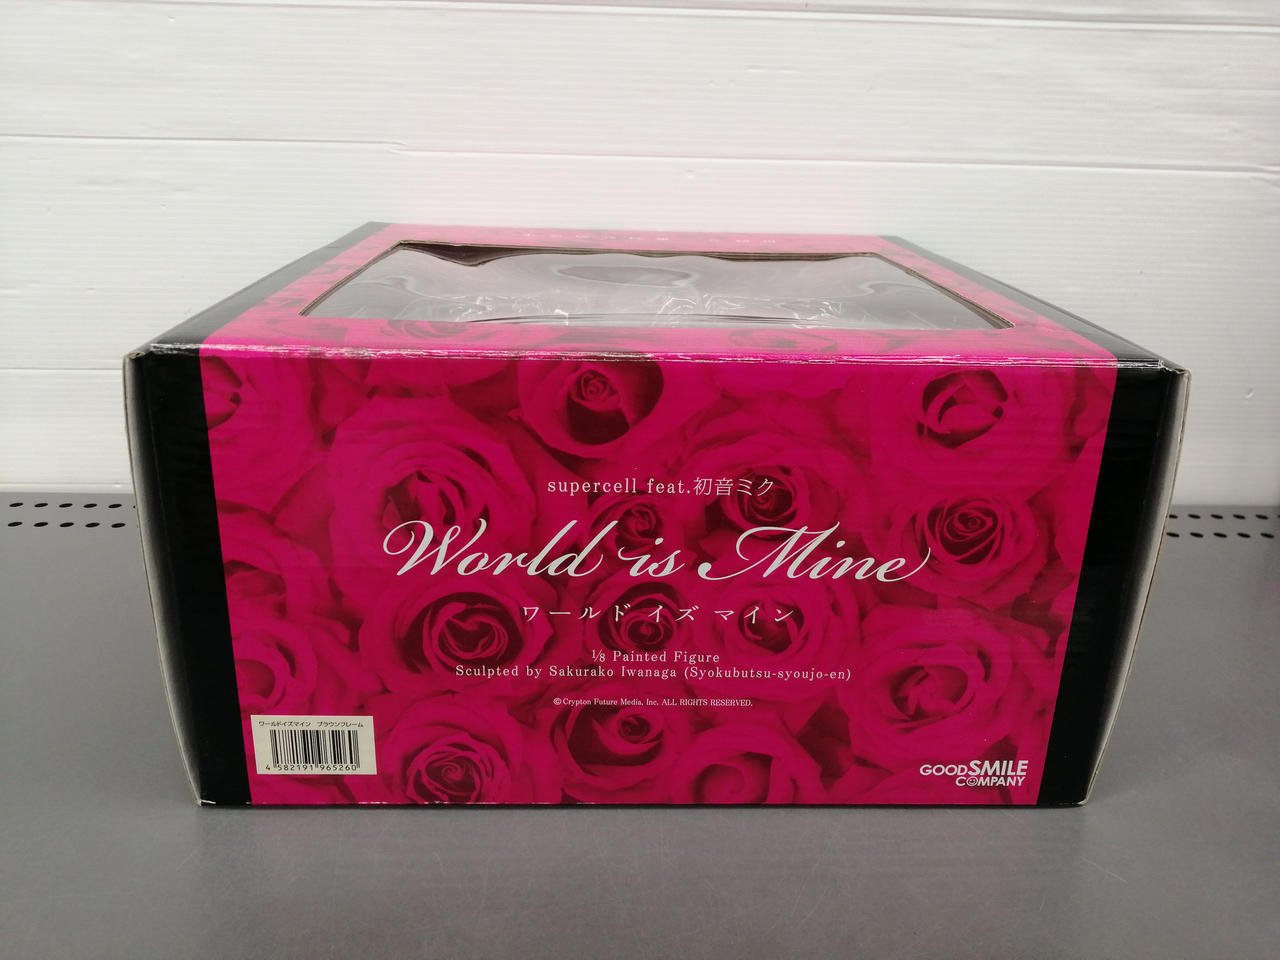 supercell feat.初音ミク
World is Mine
ワールド イズ マイン
⅛ Painted Figure
Sculpted by Sakurako Iwanaga (Syokubutsu-syoujo-en)
©Crypton Future Media, Inc. ALL RIGHTS RESERVED.
ワールドイズマイン ブラウンフレーム
4 582191 965260
GOOD SMILE
COMPANY